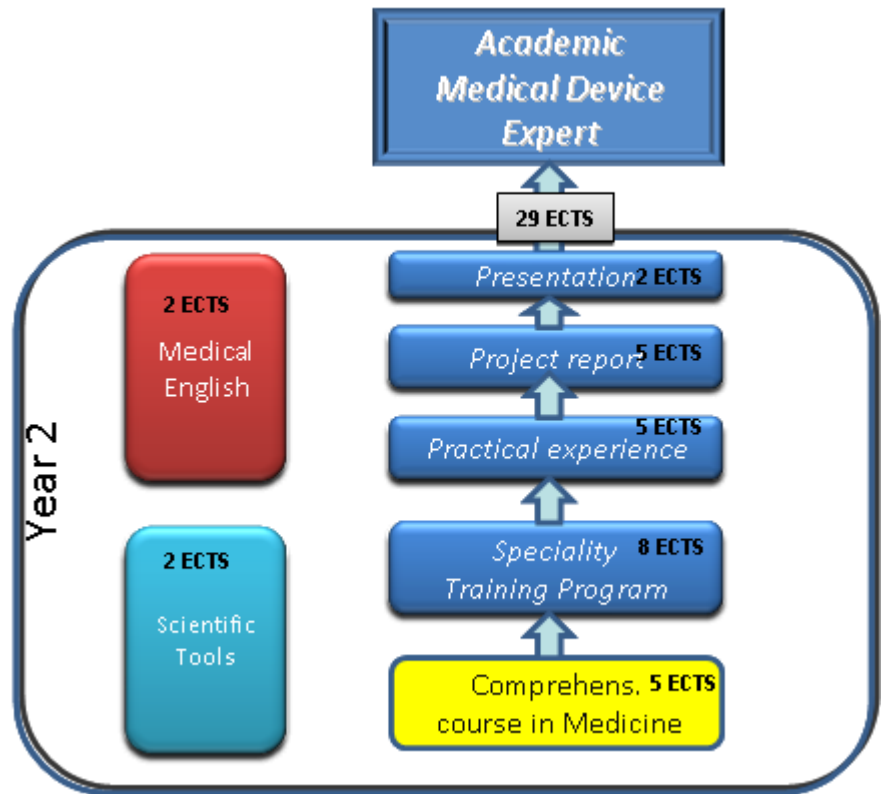 Academic
Medical Device
Expert
29 ECTS
Presentation 2 ECTS
Project report 5 ECTS
5 ECTS
Practical experience
Speciality 8 ECTS
Training Program
Comprehens. 5 ECTS
course in Medicine
2 ECTS
Medical
English
2 ECTS
Scientific
Tools
Year 2